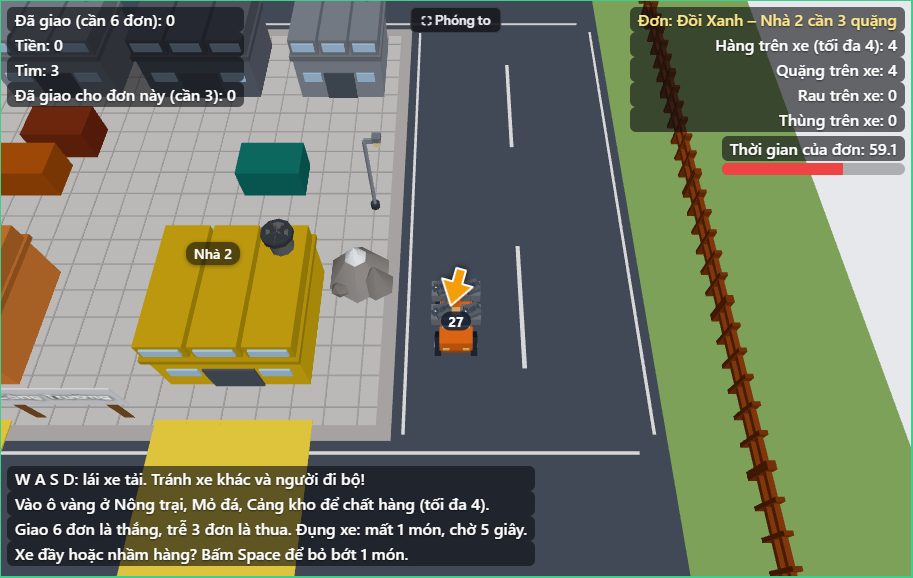 Đã giao (cần 6 đơn): 0
Tiền: 0
Tim: 3
Đã giao cho đơn này (cần 3): 0
Phóng to
Đơn: Đồi Xanh – Nhà 2 cần 3 quặng
Hàng trên xe (tối đa 4): 4
Quặng trên xe: 4
Rau trên xe: 0
Thùng trên xe: 0
Thời gian của đơn: 59.1
Nhà 2
27
W A S D: lái xe tải. Tránh xe khác và người đi bộ!
Vào ô vàng ở Nông trại, Mỏ đá, Cảng kho để chất hàng (tối đa 4).
Giao 6 đơn là thắng, trễ 3 đơn là thua. Đụng xe: mất 1 món, chờ 5 giây.
Xe đầy hoặc nhầm hàng? Bấm Space để bỏ bớt 1 món.